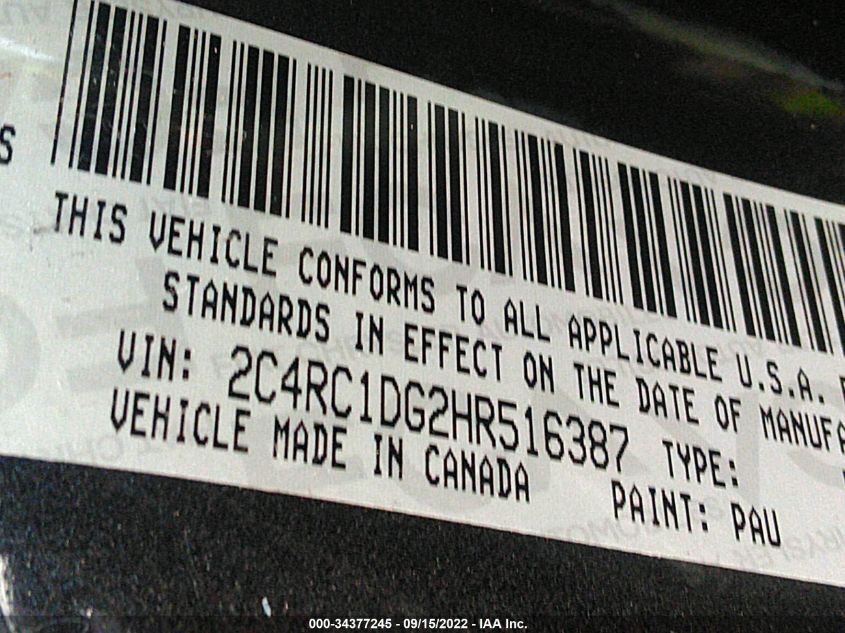 S
THIS VEHICLE CONFORMS TO ALL APPLICABLE U.S.A.
STANDARDS IN EFFECT ON THE DATE OF MANUFA
VIN: 2C4RC1DG2HR516387 TYPE:
VEHICLE MADE IN CANADA PAINT: PAU
000-34377245 - 09/15/2022 - IAA Inc.